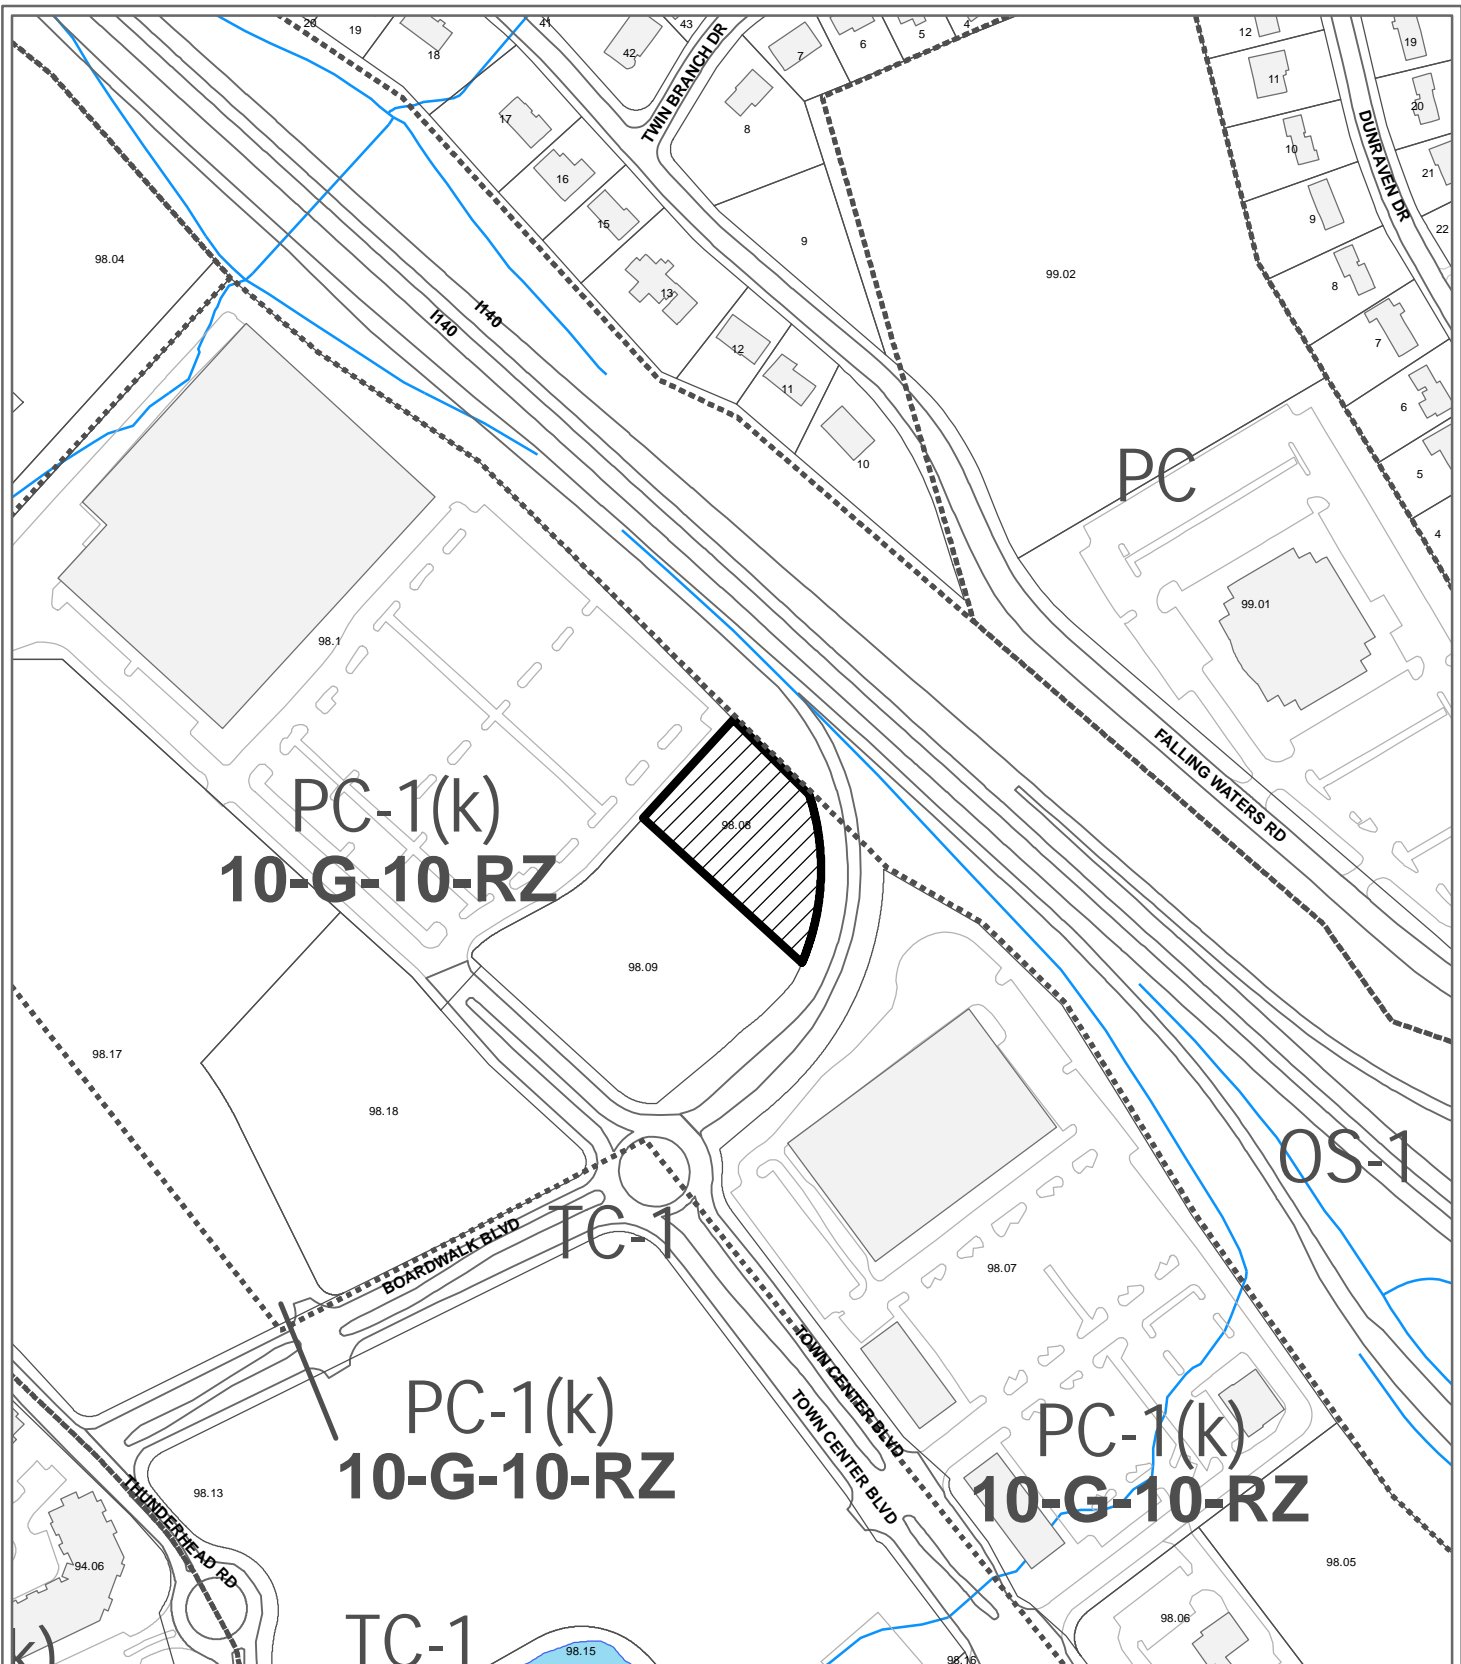 20
19
18
41
42
43
TWIN BRANCH DR
7
6
5
4
12
19
11
20
DUNRAVEN DR
17
8
10
21
16
15
9
9
22
98.04
13
99.02
8
I140
I140
12
7
11
6
10
PC
5
4
99.01
98.1
FALLING WATERS RD
PC-1(k)
10-G-10-RZ
98.08
98.09
98.17
98.18
OS-1
TC-1
BOARDWALK BLVD
98.07
TOWN CENTER BLVD
TOWN CENTER BLVD
PC-1(k)
10-G-10-RZ
PC-1(k)
10-G-10-RZ
98.13
THUNDERHEAD RD
94.06
98.05
98.06
TC-1
k)
98.15
98.16